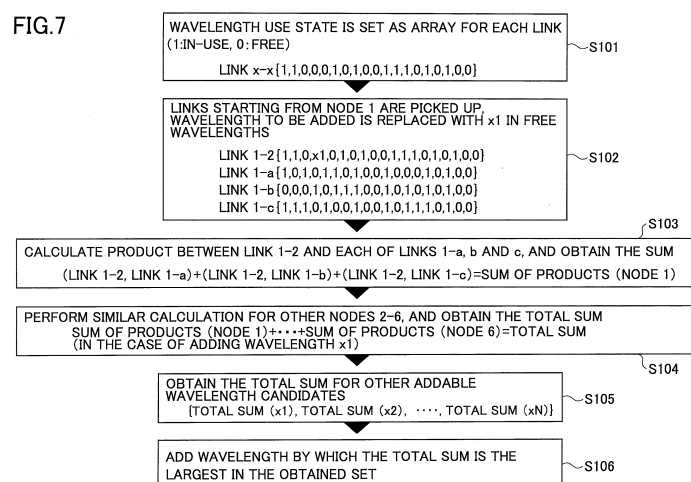 FIG.7
WAVELENGTH USE STATE IS SET AS ARRAY FOR EACH LINK
(1:IN-USE, 0:FREE)
LINK x-x{1,1,0,0,0,1,0,1,0,0,1,1,1,0,1,0,1,0,0}
S101
LINKS STARTING FROM NODE 1 ARE PICKED UP,
WAVELENGTH TO BE ADDED IS REPLACED WITH x1 IN FREE
WAVELENGTHS
LINK 1-2{1,1,0,x1,0,1,0,1,0,0,1,1,1,0,1,0,1,0,0}
LINK 1-a{1,0,1,0,1,1,0,1,0,0,1,0,0,0,1,0,1,0,0}
LINK 1-b{0,0,0,1,0,1,1,1,0,0,1,0,1,0,1,0,1,0,0}
LINK 1-c{1,1,1,0,1,0,0,1,0,0,1,0,1,1,1,0,1,0,0}
S102
S103
CALCULATE PRODUCT BETWEEN LINK 1-2 AND EACH OF LINKS 1-a, b AND c, AND OBTAIN THE SUM
(LINK 1-2, LINK 1-a)+(LINK 1-2, LINK 1-b)+(LINK 1-2, LINK 1-c)=SUM OF PRODUCTS (NODE 1)
PERFORM SIMILAR CALCULATION FOR OTHER NODES 2-6, AND OBTAIN THE TOTAL SUM
SUM OF PRODUCTS (NODE 1)+···+SUM OF PRODUCTS (NODE 6)=TOTAL SUM
(IN THE CASE OF ADDING WAVELENGTH x1)
S104
OBTAIN THE TOTAL SUM FOR OTHER ADDABLE
WAVELENGTH CANDIDATES
{TOTAL SUM (x1), TOTAL SUM (x2), ····, TOTAL SUM (xN)}
S105
ADD WAVELENGTH BY WHICH THE TOTAL SUM IS THE
LARGEST IN THE OBTAINED SET
S106